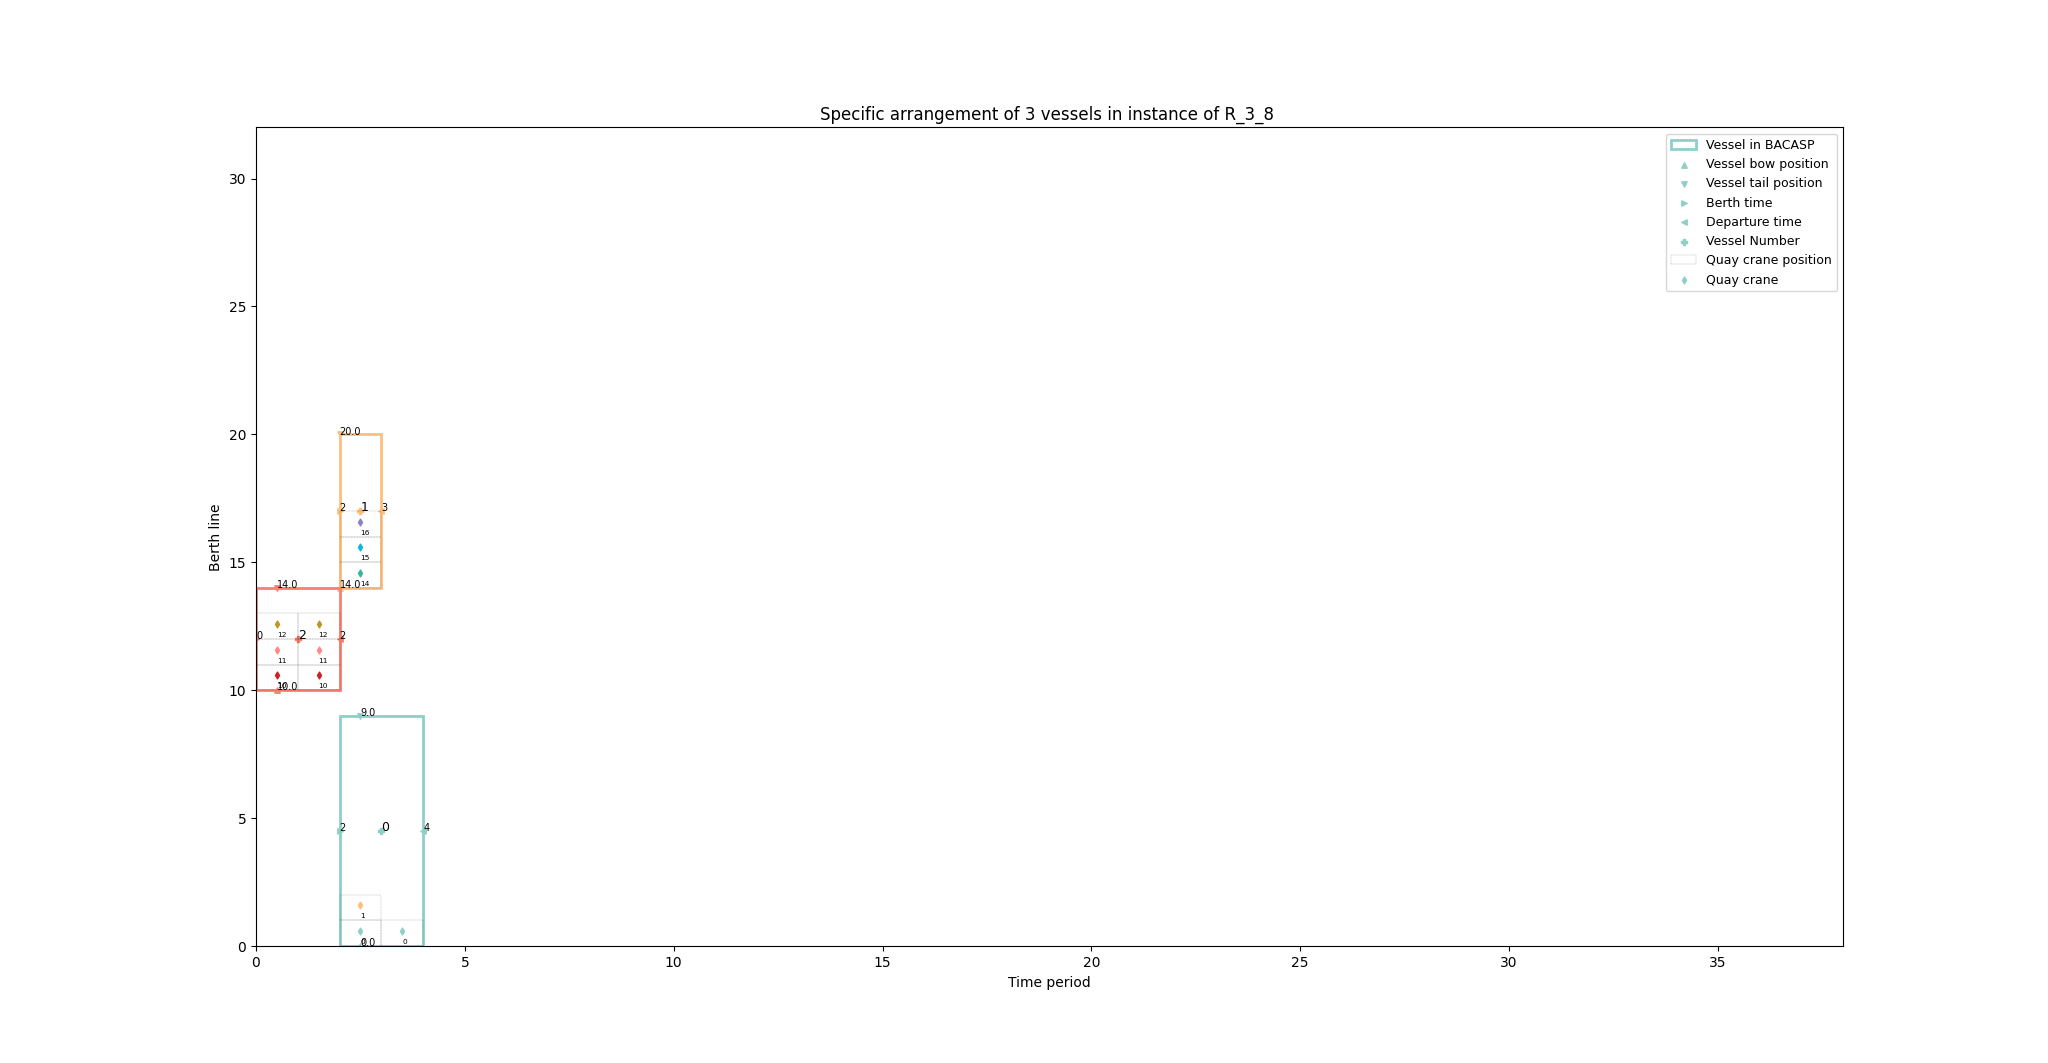 Specific arrangement of 3 vessels in instance of R_3_8
Vessel in BACASP
Vessel bow position
Vessel tail position
Berth time
Departure time
Vessel Number
Quay crane position
Quay crane
30
25
20
15
10
5
0
Berth line
20.0
2 1 3
16
15
14.0 14.0 14
12 12
0 2 2
11 11
10.0 10
9.0
2 0 4
1
0.0 0
0 5 10 15 20 25 30 35
Time period